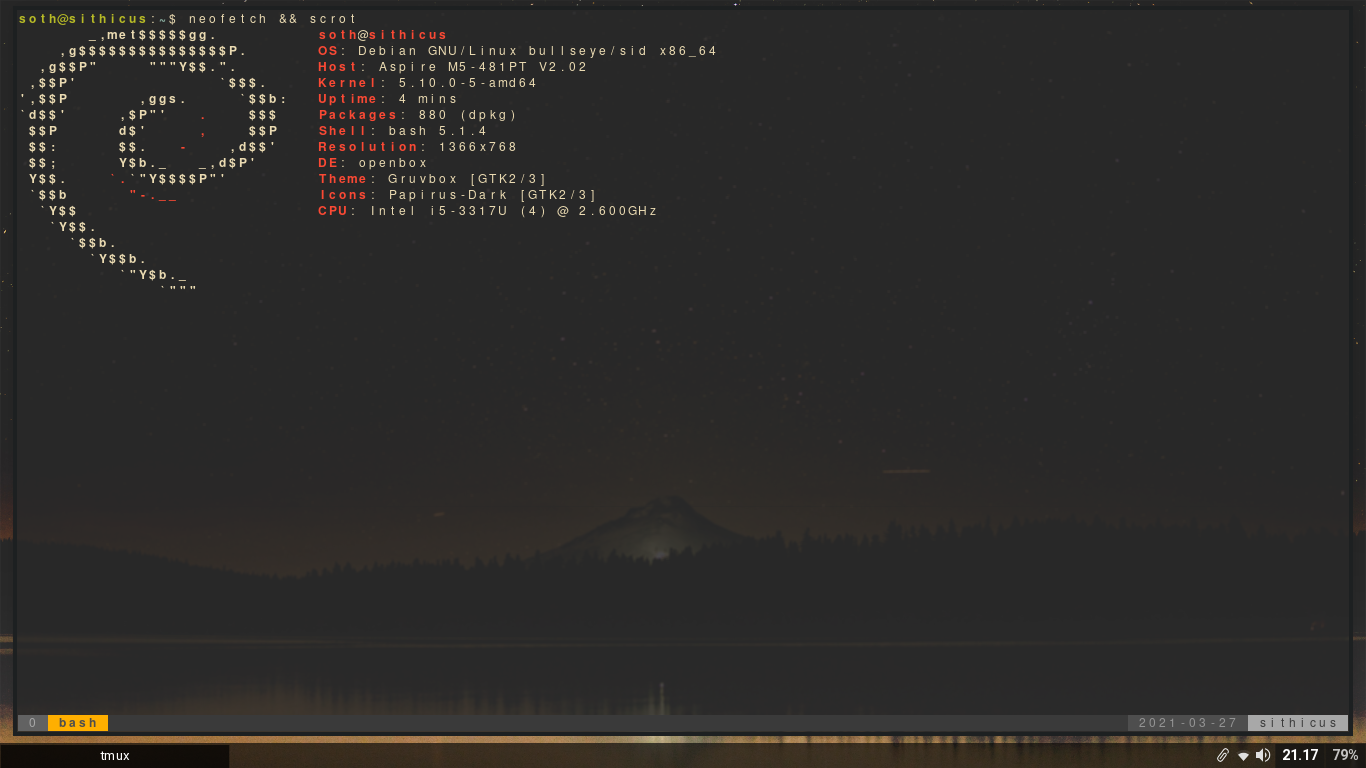 soth@sithicus:~$ neofetch && scrot
       _,met$$$$$gg.          soth@sithicus
    ,g$$$$$$$$$$$$$$$P.       OS: Debian GNU/Linux bullseye/sid x86_64
  ,g$$P"     """Y$$.".        Host: Aspire M5-481PT V2.02
 ,$$P'              `$$$.     Kernel: 5.10.0-5-amd64
',$$P       ,ggs.     `$$b:   Uptime: 4 mins
`d$$'     ,$P"'   .    $$$    Packages: 880 (dpkg)
 $$P      d$'     ,    $$P    Shell: bash 5.1.4
 $$:      $$.   -    ,d$$'    Resolution: 1366x768
 $$;      Y$b._   _,d$P'      DE: openbox
 Y$$.    `.`"Y$$$$P"'         Theme: Gruvbox [GTK2/3]
 `$$b      "-.__              Icons: Papirus-Dark [GTK2/3]
  `Y$$                        CPU: Intel i5-3317U (4) @ 2.600GHz
   `Y$$.
     `$$b.
       `Y$$b.
          `"Y$b._
              `"""
0 bash 2021-03-27 sithicus
tmux 21.17 79%